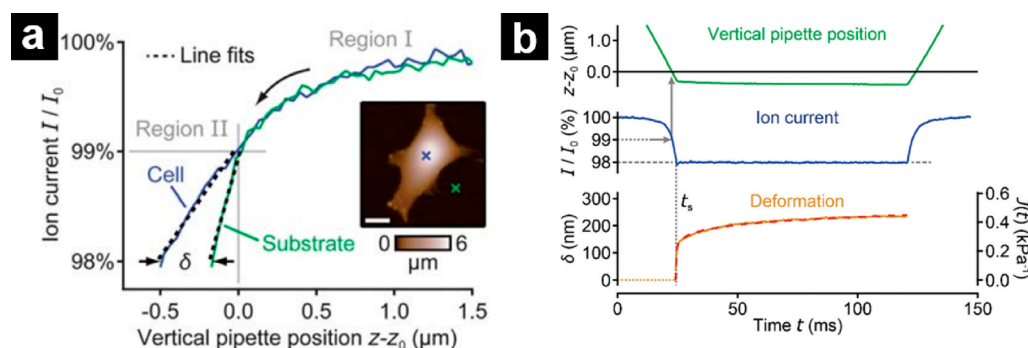 a
100%
99%
98%
Ion current I / I₀
Line fits
Region I
Region II
Cell
Substrate
δ
0
6
μm
-0.5
0.0
0.5
1.0
1.5
Vertical pipette position z-z₀ (μm)
b
Vertical pipette position
1.0
0.0
z-z₀ (μm)
Ion current
100
99
98
I / I₀ (%)
Deformation
tₛ
300
200
100
0
δ (nm)
0.6
0.4
0.2
0.0
J(t) (kPa⁻¹)
0
50
100
150
Time t (ms)